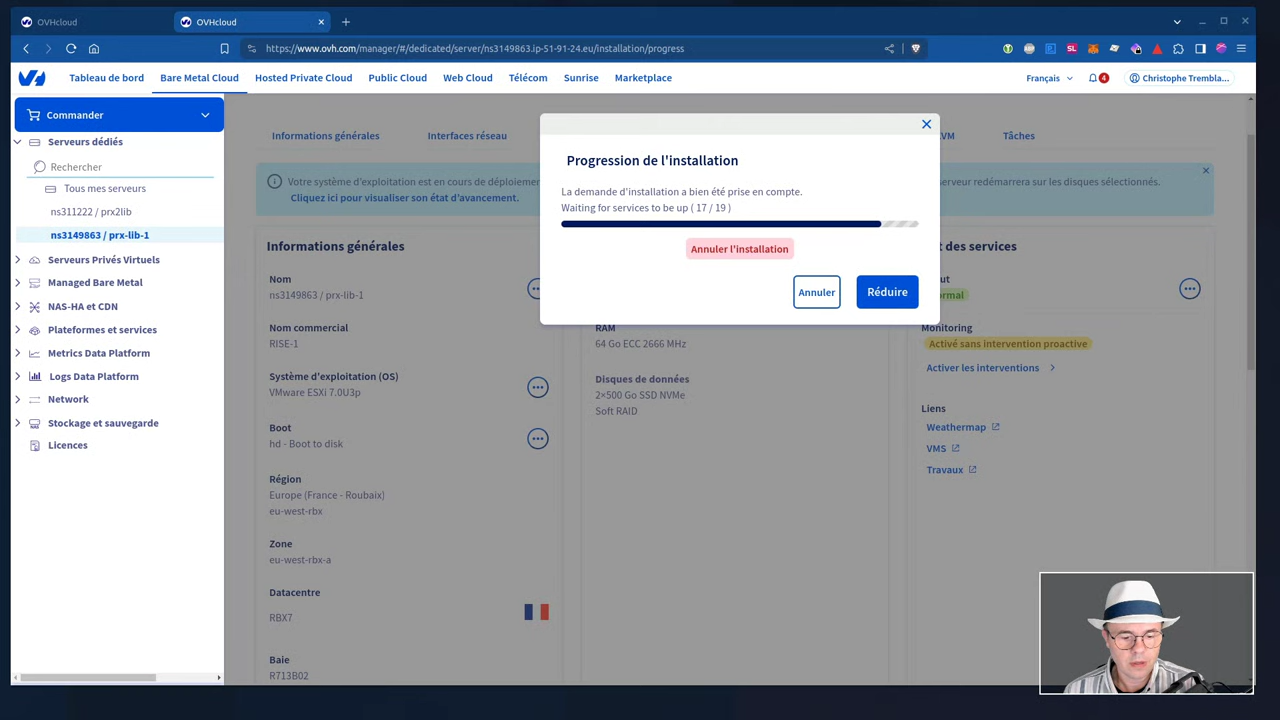 OVHcloud
OVHcloud
https://www.ovh.com/manager/#/dedicated/server/ns3149863.ip-51-91-24.eu/installation/progress
Tableau de bord
Bare Metal Cloud
Hosted Private Cloud
Public Cloud
Web Cloud
Télécom
Sunrise
Marketplace
Français
4
Christophe Trembla...
Commander
Serveurs dédiés
Rechercher
Tous mes serveurs
ns311222 / prx2lib
ns3149863 / prx-lib-1
Serveurs Privés Virtuels
Managed Bare Metal
NAS-HA et CDN
Plateformes et services
Metrics Data Platform
Logs Data Platform
Network
Stockage et sauvegarde
Licences
Informations générales
Interfaces réseau
VM
Tâches
Votre système d'exploitation est en cours de déploieme
serveur redémarrera sur les disques sélectionnés.
Cliquez ici pour visualiser son état d'avancement.
Progression de l'installation
La demande d'installation a bien été prise en compte.
Waiting for services to be up ( 17 / 19 )
Annuler l'installation
Annuler
Réduire
Informations générales
Nom
ns3149863 / prx-lib-1
Nom commercial
RISE-1
Système d'exploitation (OS)
VMware ESXi 7.0U3p
Boot
hd - Boot to disk
Région
Europe (France - Roubaix)
eu-west-rbx
Zone
eu-west-rbx-a
Datacentre
RBX7
Baie
R713B02
RAM
64 Go ECC 2666 MHz
Disques de données
2×500 Go SSD NVMe
Soft RAID
t des services
ut
ormal
Monitoring
Activé sans intervention proactive
Activer les interventions
Liens
Weathermap
VMS
Travaux